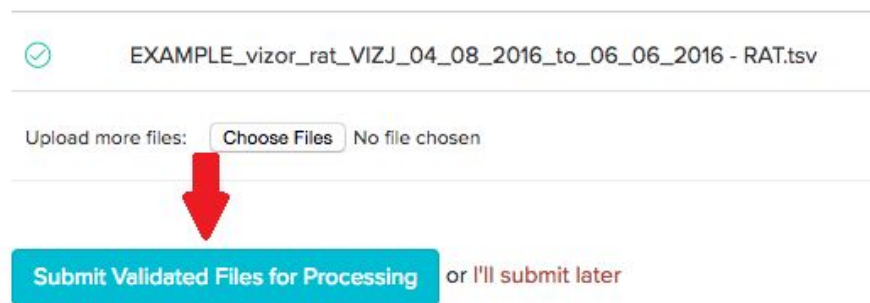 EXAMPLE_vizor_rat_VIZJ_04_08_2016_to_06_06_2016 - RAT.tsv
Upload more files: Choose Files No file chosen
Submit Validated Files for Processing or I'll submit later